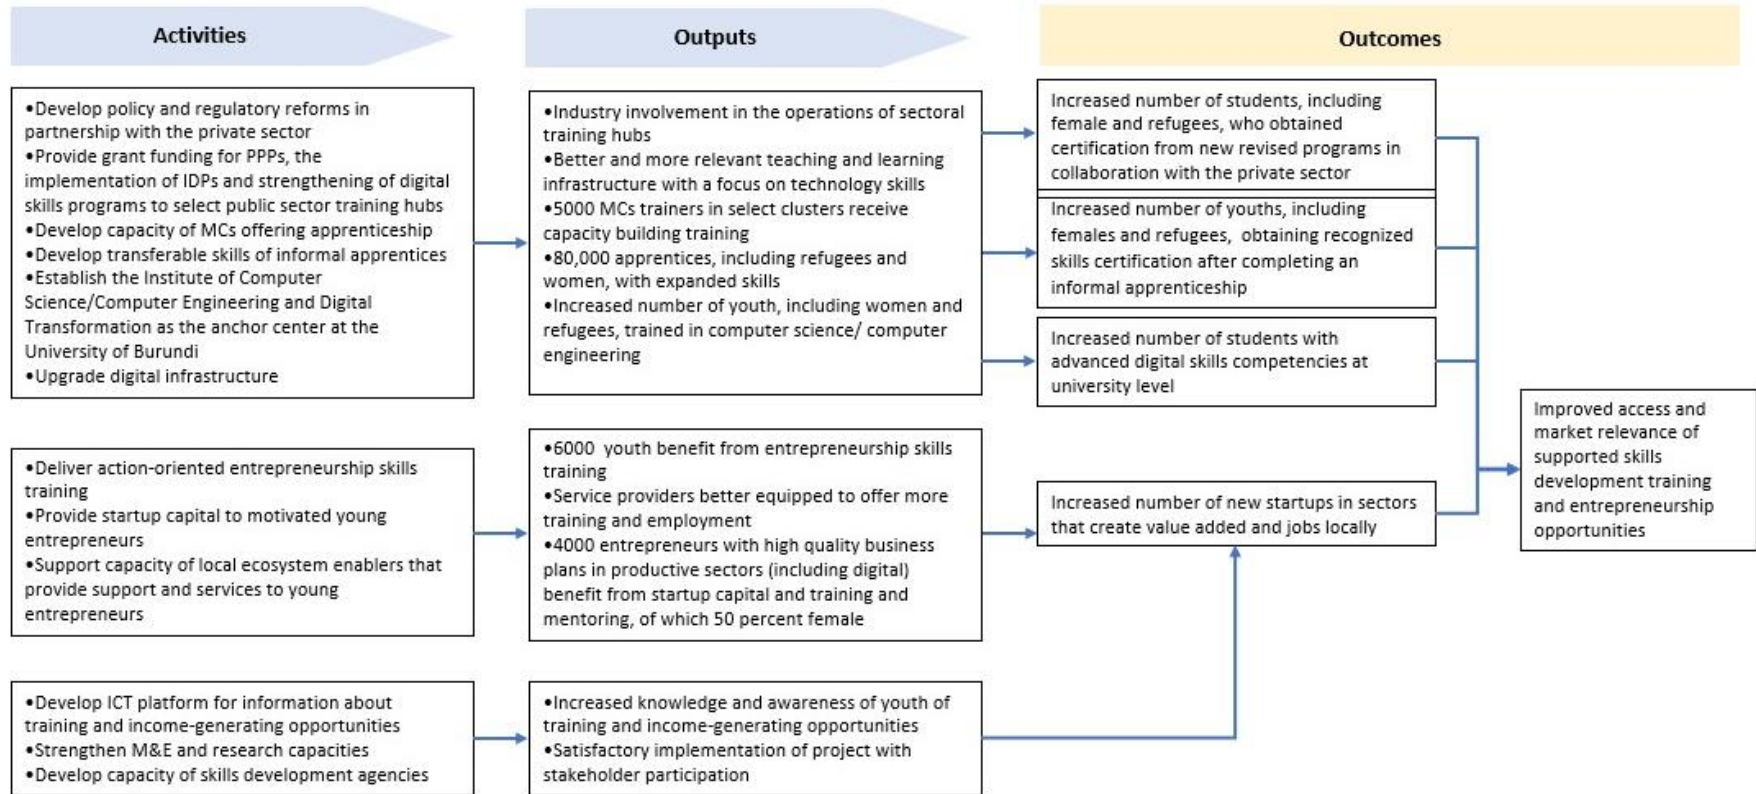 Activities
Outputs
Outcomes
•Develop policy and regulatory reforms in
partnership with the private sector
•Provide grant funding for PPPs, the
implementation of IDPs and strengthening of digital
skills programs to select public sector training hubs
•Develop capacity of MCs offering apprenticeship
•Develop transferable skills of informal apprentices
•Establish the Institute of Computer
Science/Computer Engineering and Digital
Transformation as the anchor center at the
University of Burundi
•Upgrade digital infrastructure
•Industry involvement in the operations of sectoral
training hubs
•Better and more relevant teaching and learning
infrastructure with a focus on technology skills
•5000 MCs trainers in select clusters receive
capacity building training
•80,000 apprentices, including refugees and
women, with expanded skills
•Increased number of youth, including women and
refugees, trained in computer science/ computer
engineering
Increased number of students, including
female and refugees, who obtained
certification from new revised programs in
collaboration with the private sector
Increased number of youths, including
females and refugees, obtaining recognized
skills certification after completing an
informal apprenticeship
Increased number of students with
advanced digital skills competencies at
university level
•Deliver action-oriented entrepreneurship skills
training
•Provide startup capital to motivated young
entrepreneurs
•Support capacity of local ecosystem enablers that
provide support and services to young
entrepreneurs
•6000 youth benefit from entrepreneurship skills
training
•Service providers better equipped to offer more
training and employment
•4000 entrepreneurs with high quality business
plans in productive sectors (including digital)
benefit from startup capital and training and
mentoring, of which 50 percent female
Increased number of new startups in sectors
that create value added and jobs locally
Improved access and
market relevance of
supported skills
development training
and entrepreneurship
opportunities
•Develop ICT platform for information about
training and income-generating opportunities
•Strengthen M&E and research capacities
•Develop capacity of skills development agencies
•Increased knowledge and awareness of youth of
training and income-generating opportunities
•Satisfactory implementation of project with
stakeholder participation